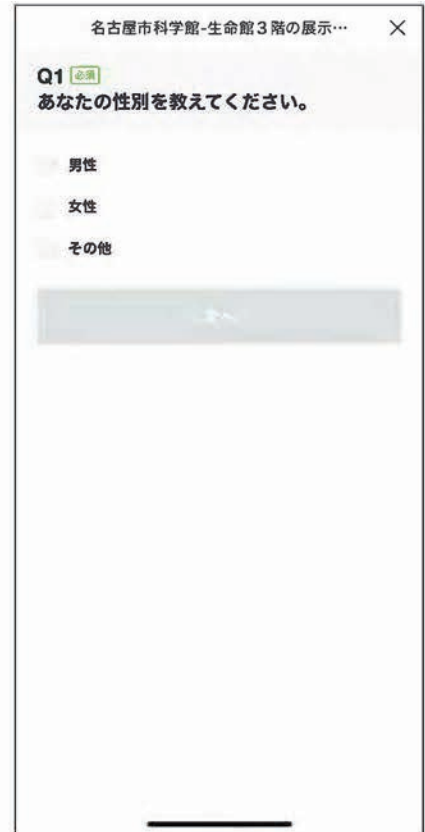 名古屋市科学館-生命館3階の展示…
Q1 必須
あなたの性別を教えてください。
男性
女性
その他